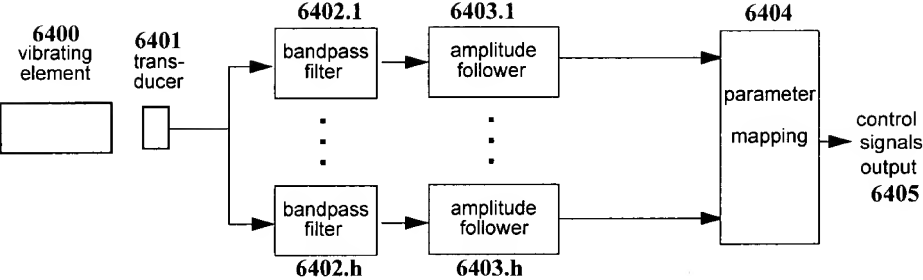 6400
vibrating
element
6401
trans-
ducer
6402.1
bandpass
filter
6403.1
amplitude
follower
6404
parameter
mapping
control
signals
output
6405
bandpass
filter
6402.h
amplitude
follower
6403.h